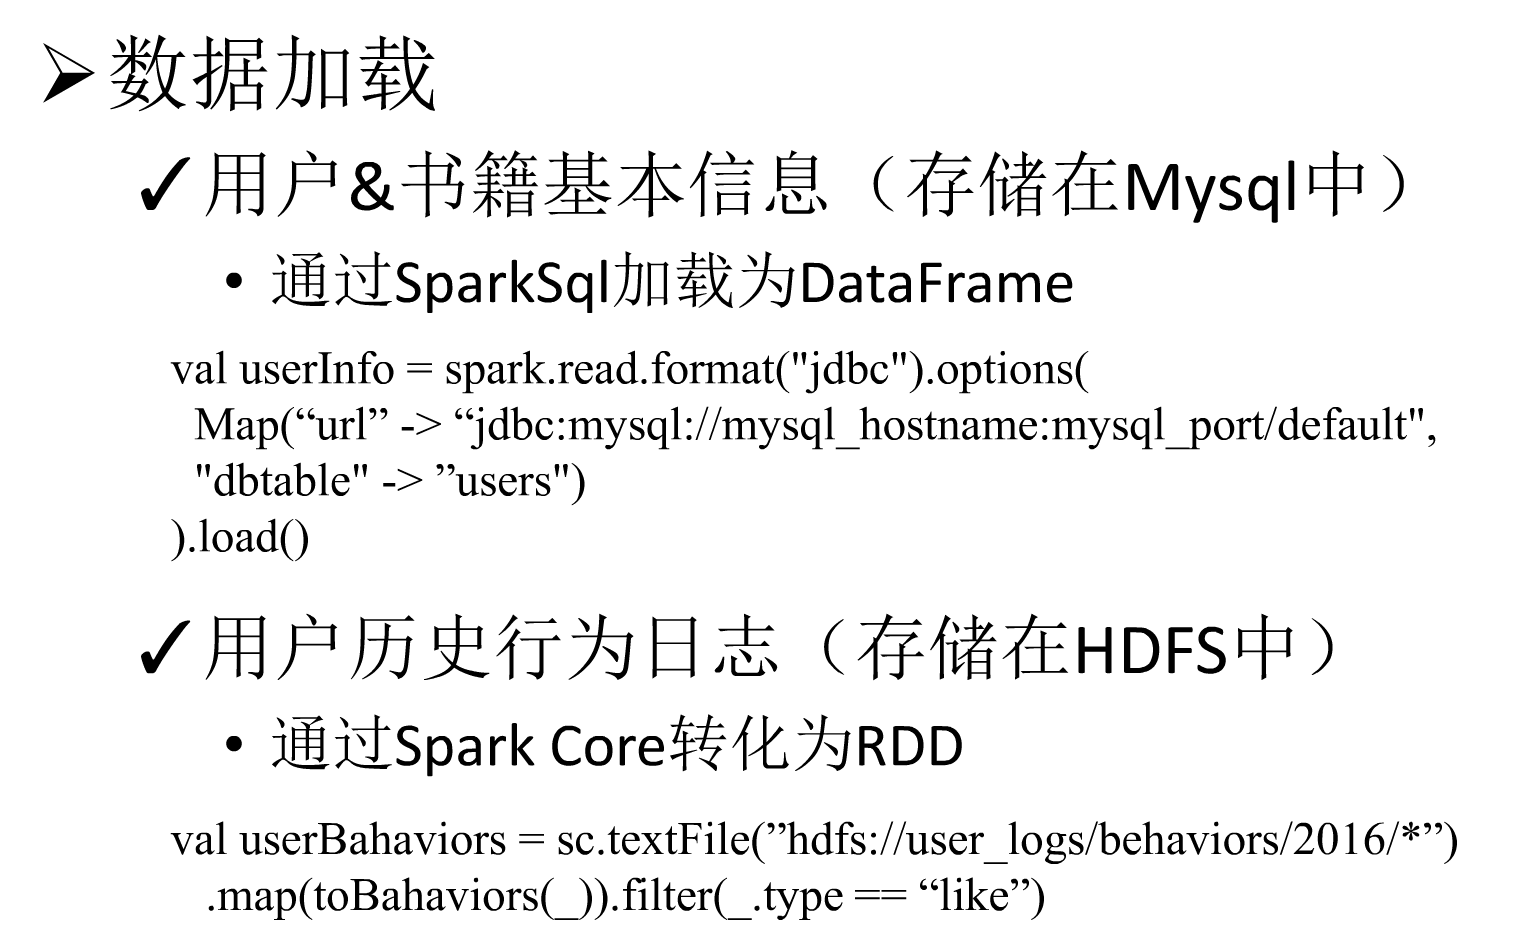 ➢数据加载
✓用户&书籍基本信息（存储在Mysql中）
• 通过SparkSql加载为DataFrame
val userInfo = spark.read.format("jdbc").options(
Map(“url” -> “jdbc:mysql://mysql_hostname:mysql_port/default",
"dbtable" -> ”users")
).load()
✓用户历史行为日志（存储在HDFS中）
• 通过Spark Core转化为RDD
val userBahaviors = sc.textFile(”hdfs://user_logs/behaviors/2016/*”)
.map(toBahaviors(_)).filter(_.type == “like”)